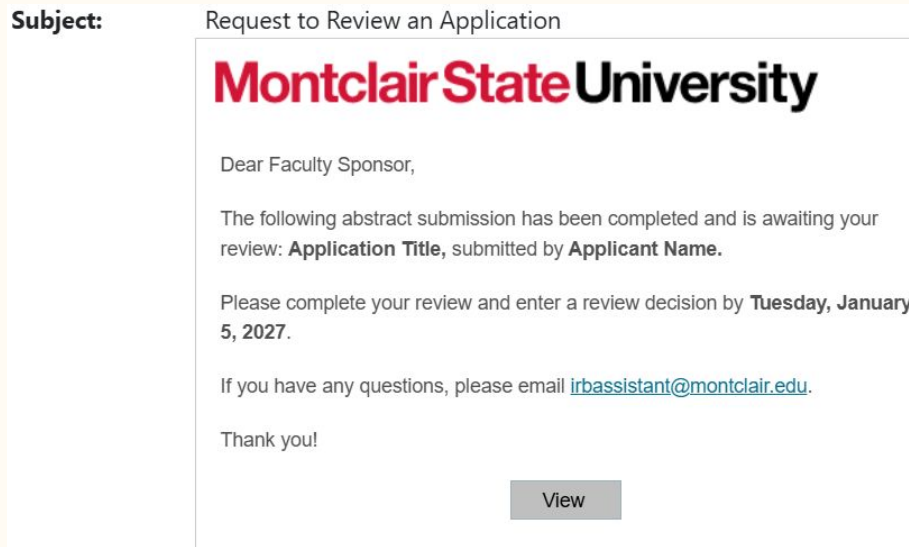 Subject: Request to Review an Application
Montclair State University
Dear Faculty Sponsor,
The following abstract submission has been completed and is awaiting your
review: Application Title, submitted by Applicant Name.
Please complete your review and enter a review decision by Tuesday, January
5, 2027.
If you have any questions, please email irbassistant@montclair.edu.
Thank you!
View